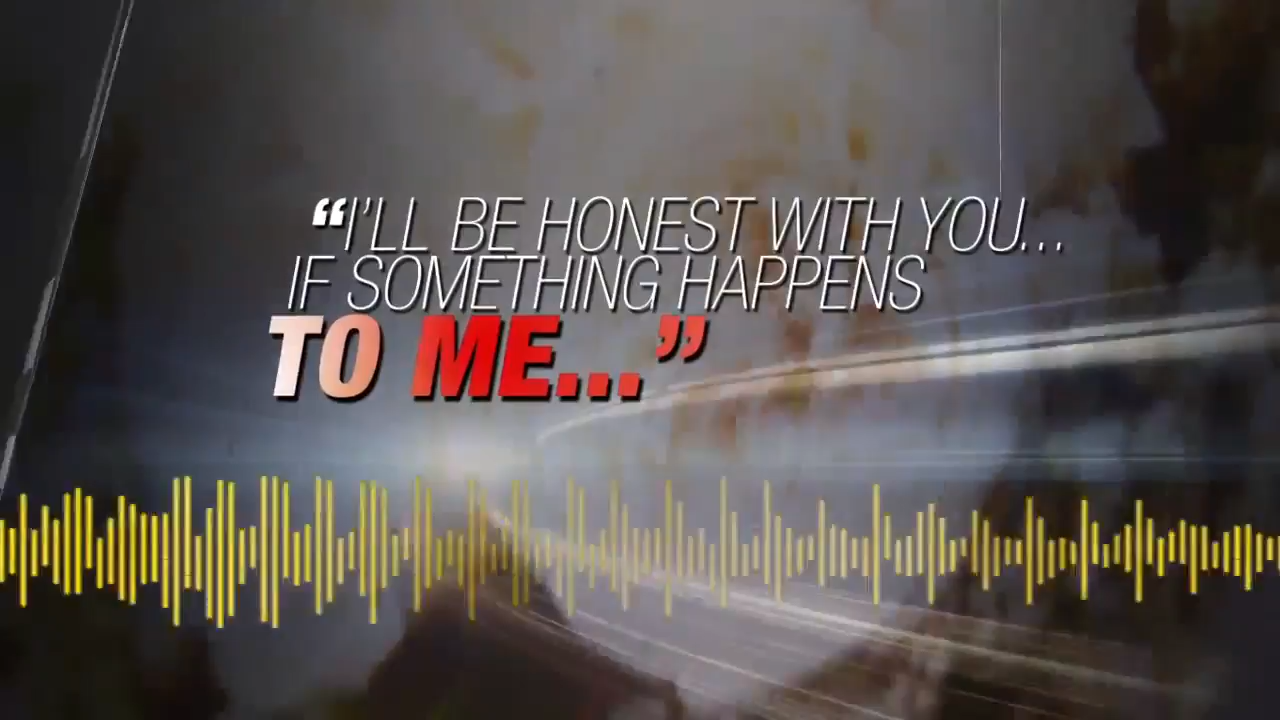 “I’LL BE HONEST WITH YOU...
IF SOMETHING HAPPENS
TO ME...”